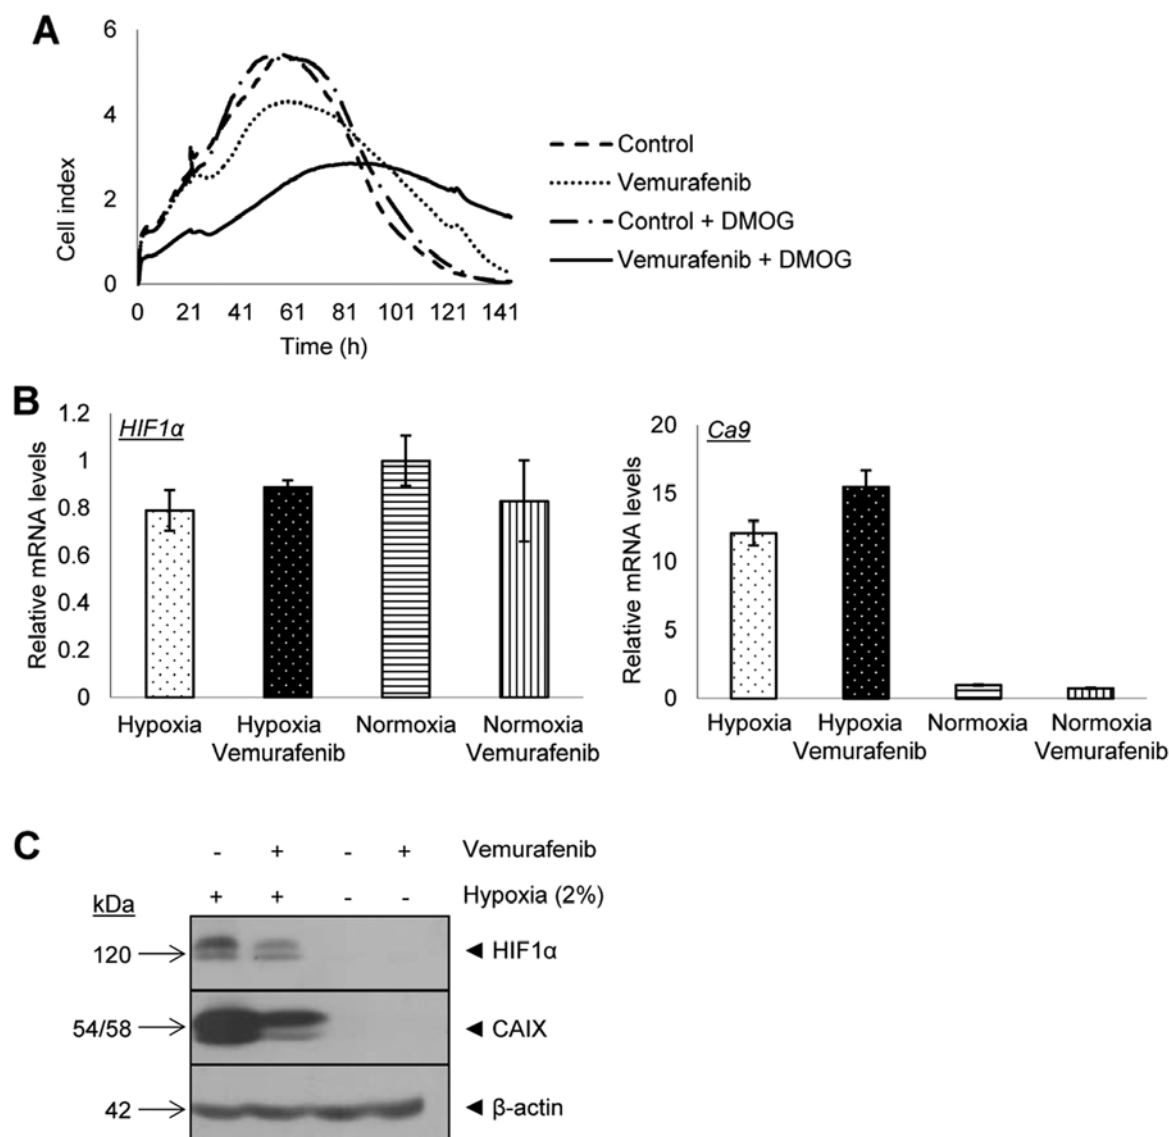 A
6
4
2
0
Cell index
0 21 41 61 81 101 121 141
Time (h)
Control
Vemurafenib
Control + DMOG
Vemurafenib + DMOG
B
HIF1α
1.2
1
0.8
0.6
0.4
0.2
0
Relative mRNA levels
Hypoxia
Hypoxia
Vemurafenib
Normoxia
Normoxia
Vemurafenib
Ca9
20
15
10
5
0
Relative mRNA levels
Hypoxia
Hypoxia
Vemurafenib
Normoxia
Normoxia
Vemurafenib
C
- + - + Vemurafenib
+ + - - Hypoxia (2%)
kDa
120 HIF1α
54/58 CAIX
42 β-actin